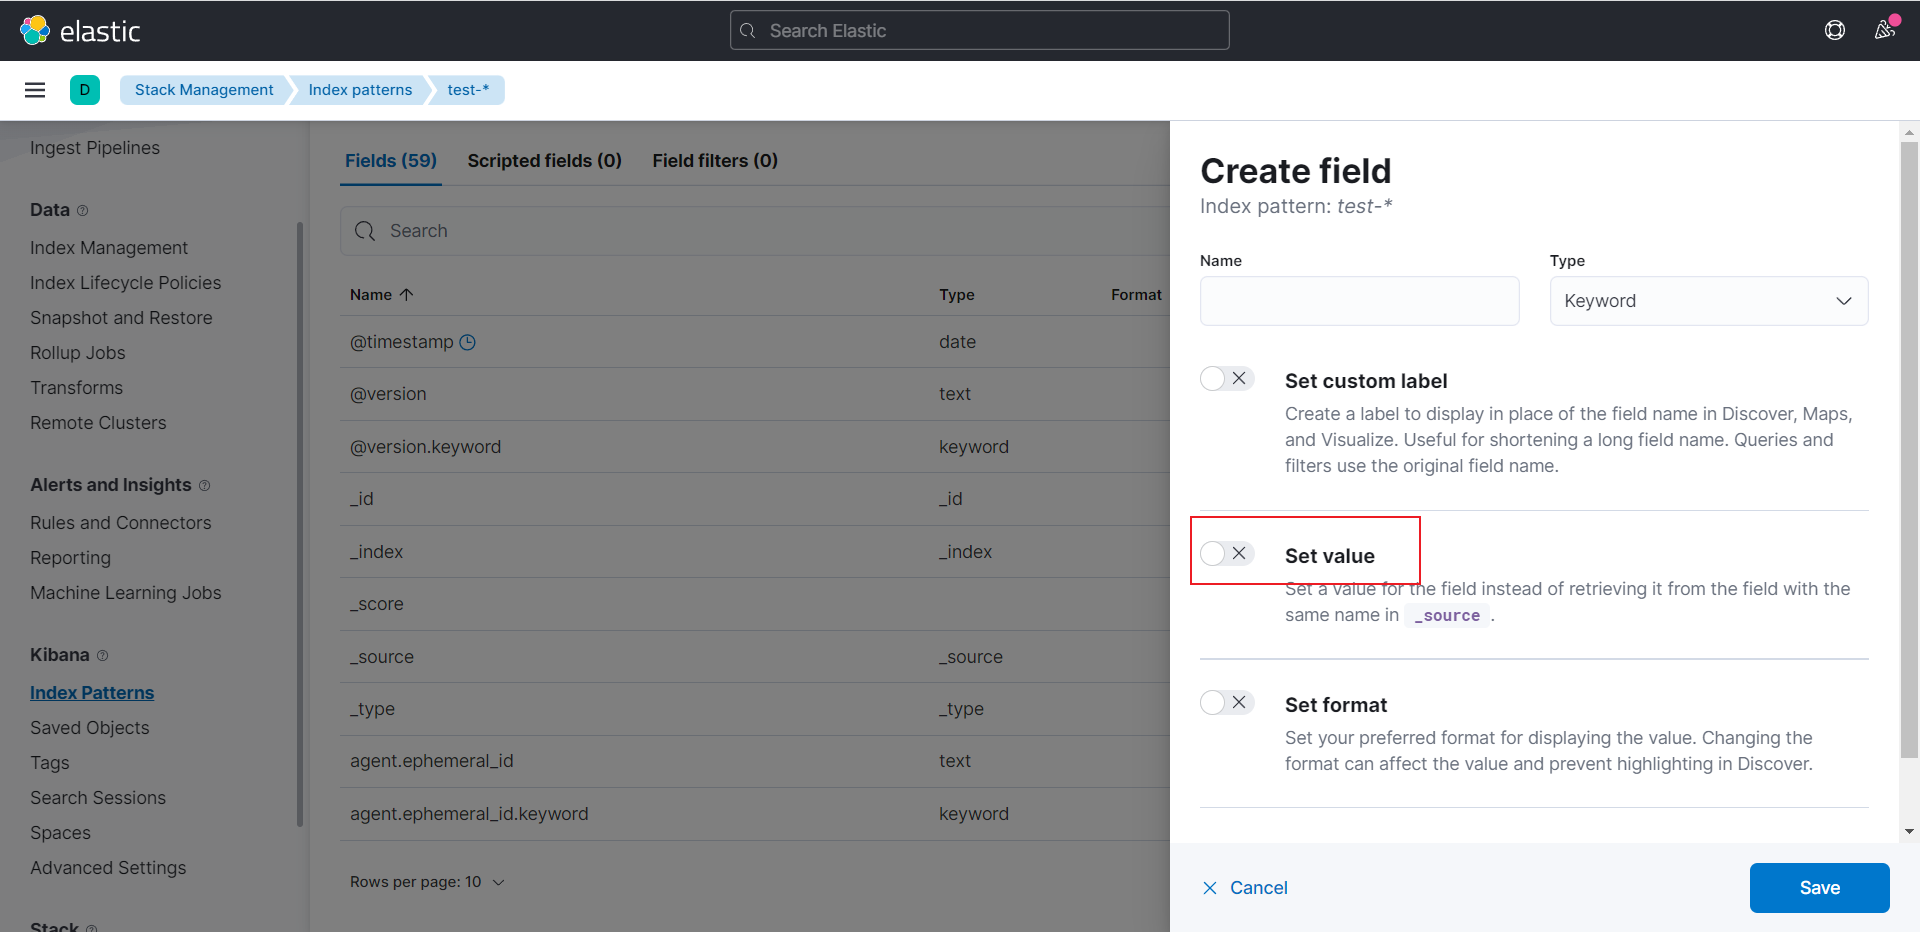 elastic
Search Elastic
D
Stack Management
Index patterns
test-*
Ingest Pipelines
Data
Index Management
Index Lifecycle Policies
Snapshot and Restore
Rollup Jobs
Transforms
Remote Clusters
Alerts and Insights
Rules and Connectors
Reporting
Machine Learning Jobs
Kibana
Index Patterns
Saved Objects
Tags
Search Sessions
Spaces
Advanced Settings
Stack
Fields (59) Scripted fields (0) Field filters (0)
Search
Name Type Format
@timestamp date
@version text
@version.keyword keyword
_id _id
_index _index
_score
_source _source
_type _type
agent.ephemeral_id text
agent.ephemeral_id.keyword keyword
Rows per page: 10
Create field
Index pattern: test-*
Name Type
Keyword
Set custom label
Create a label to display in place of the field name in Discover, Maps,
and Visualize. Useful for shortening a long field name. Queries and
filters use the original field name.
Set value
Set a value for the field instead of retrieving it from the field with the
same name in _source .
Set format
Set your preferred format for displaying the value. Changing the
format can affect the value and prevent highlighting in Discover.
Cancel
Save